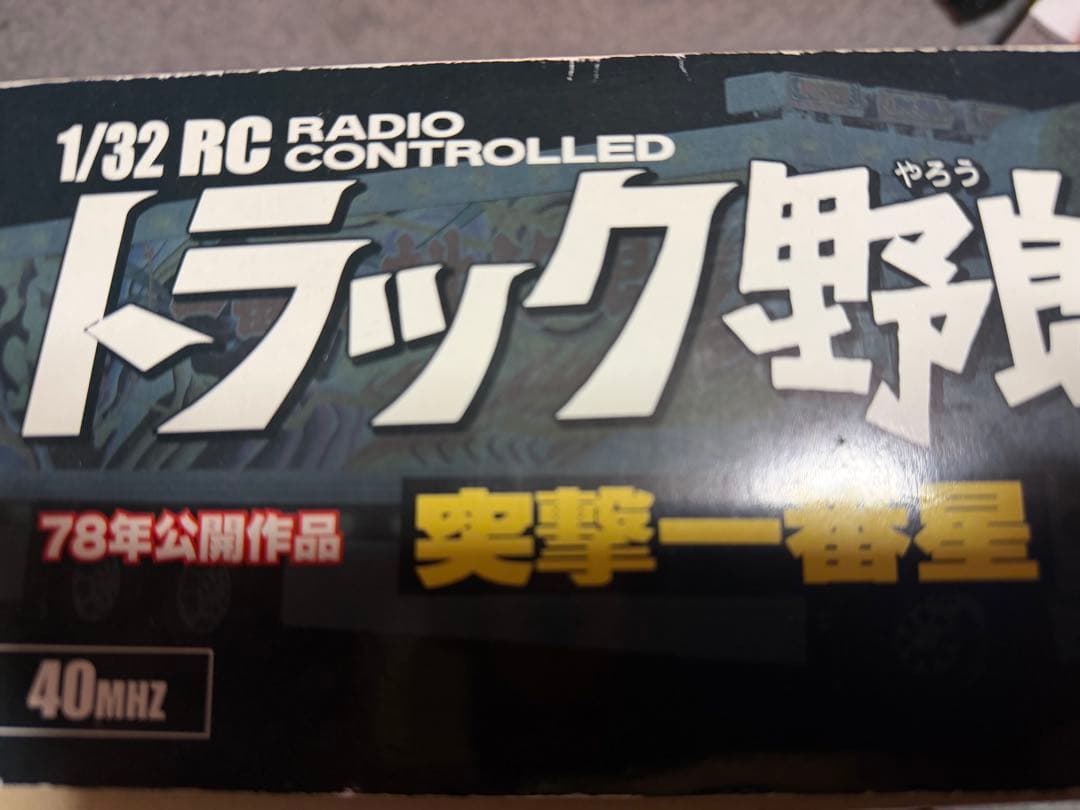 1/32 RC RADIO CONTROLLED
やろう
トラック野郎
78年公開作品
突撃一番星
40MHZ